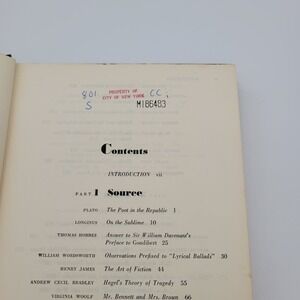 801. CC,
S
PROPERTY OF
CITY OF NEW YORK
M186483
Contents
INTRODUCTION vii
PART I Source
PLATO The Poet in the Republic 1
LONGINUS On the Sublime 10
THOMAS HOBBES Answer to Sir William Davenant's
Preface to Gondibert 25
WILLIAM WORDSWORTH Observations Prefixed to "Lyrical Ballads" 30
HENRY JAMES The Art of Fiction 44
ANDREW CECIL BRADLEY Hegel's Theory of Tragedy 55
VIRGINIA WOOLF Mr. Bennett and Mrs. Brown 66